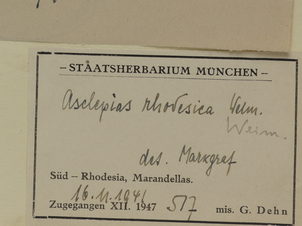 – STAATSHERBARIUM MÜNCHEN –
Asclepias rhodesica Weim.
Weim.
det. Markgraf
Süd – Rhodesia, Marandellas.
16.11.1941
Zugegangen XII. 1947 517 mis. G. Dehn